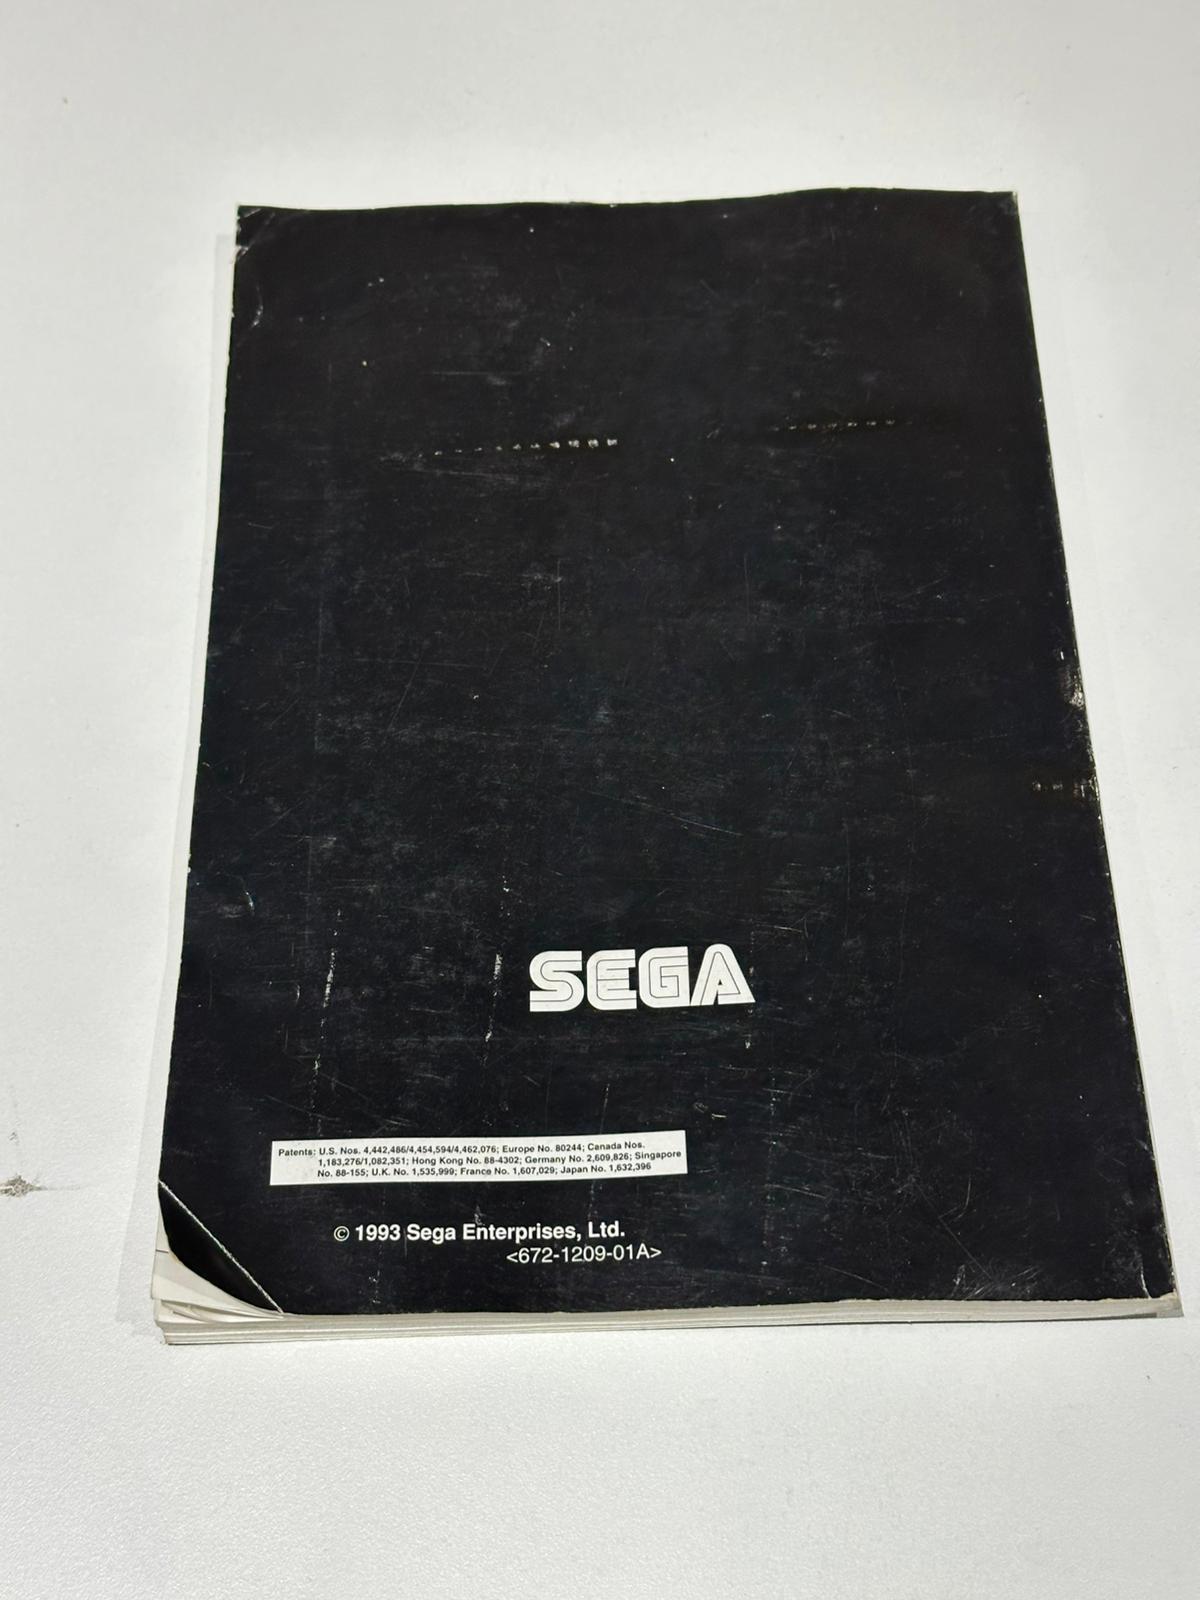 SEGA
Patents: U.S. Nos. 4,442,486/4,454,594/4,462,076; Europe No. 80244; Canada Nos.
1,183,276/1,082,351; Hong Kong No. 88-4302; Germany No. 2,609,826; Singapore
No. 88-155; U.K. No. 1,535,999; France No. 1,607,029; Japan No. 1,632,396
© 1993 Sega Enterprises, Ltd.
<672-1209-01A>